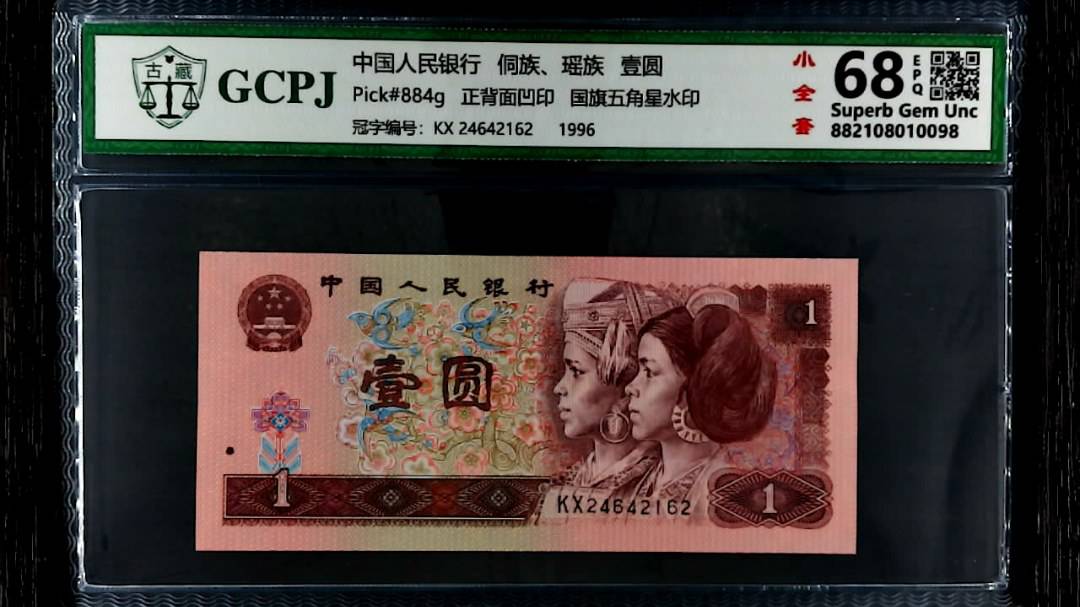 古藏
GCPJ
中国人民银行 侗族、瑶族 壹圆
Pick#884g 正背面凹印 国旗五角星水印
冠字编号: KX 24642162 1996
小全套
68
EPQ
Superb Gem Unc
882108010098
中国人民银行
1
壹圆
1
KX24642162
1